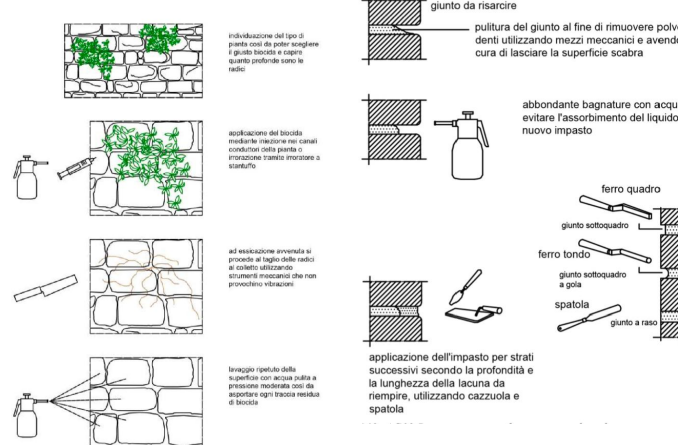 individuazione del tipo di
pianta così da poter scegliere
il giusto biocida e capire
quanto profonde sono le
radici
applicazione del biocida
mediante iniezione nei canali
conduttori della pianta o
irrorazione tramite irroratore a
stantuffo
ad essicazione avvenuta si
procede al taglio delle radici
al colletto utilizzando
strumenti meccanici che non
provochino vibrazioni
lavaggio ripetuto della
superficie con acqua pulita a
pressione moderata così da
asportare ogni traccia residua
di biocida
giunto da risarcire
pulitura del giunto al fine di rimuovere polve
denti utilizzando mezzi meccanici e avendo
cura di lasciare la superficie scabra
abbondante bagnature con acqu
evitare l'assorbimento del liquido
nuovo impasto
ferro quadro
giunto sottoquadro
ferro tondo
giunto sottoquadro
a gola
spatola
giunto a raso
applicazione dell'impasto per strati
successivi secondo la profondità e
la lunghezza della lacuna da
riempire, utilizzando cazzuola e
spatola